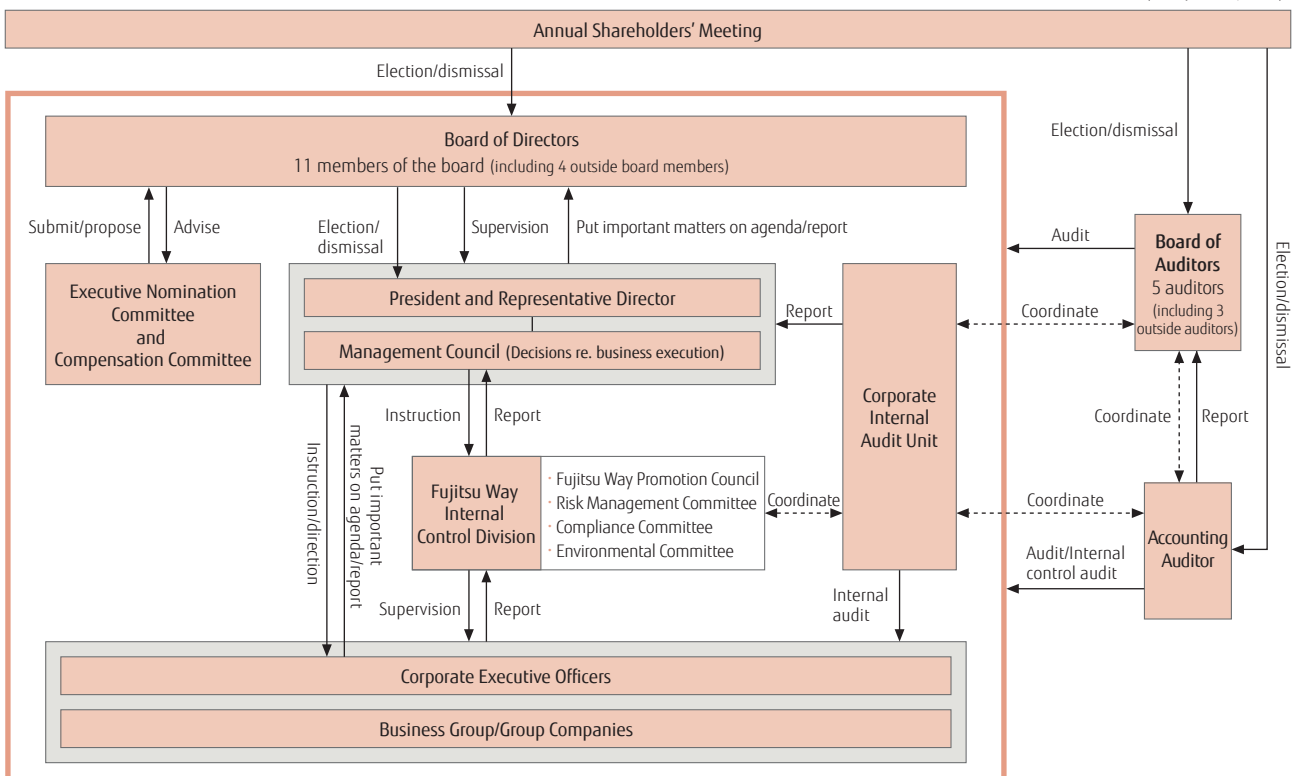 Annual Shareholders' Meeting
Election/dismissal
Board of Directors
11 members of the board (including 4 outside board members)
Election/dismissal
Submit/propose
Advise
Election/
dismissal
Supervision
Put important matters on agenda/report
Audit
Board of
Auditors
5 auditors
(including 3
outside auditors)
Election/dismissal
Executive Nomination
Committee
and
Compensation Committee
President and Representative Director
Management Council (Decisions re. business execution)
Report
Coordinate
Corporate
Internal
Audit Unit
Instruction
Report
Coordinate
Report
Instruction/direction
Put important
matters on agenda/report
Fujitsu Way
Internal
Control Division
· Fujitsu Way Promotion Council
· Risk Management Committee
· Compliance Committee
· Environmental Committee
Coordinate
Coordinate
Accounting
Auditor
Audit/Internal
control audit
Supervision
Report
Internal
audit
Corporate Executive Officers
Business Group/Group Companies